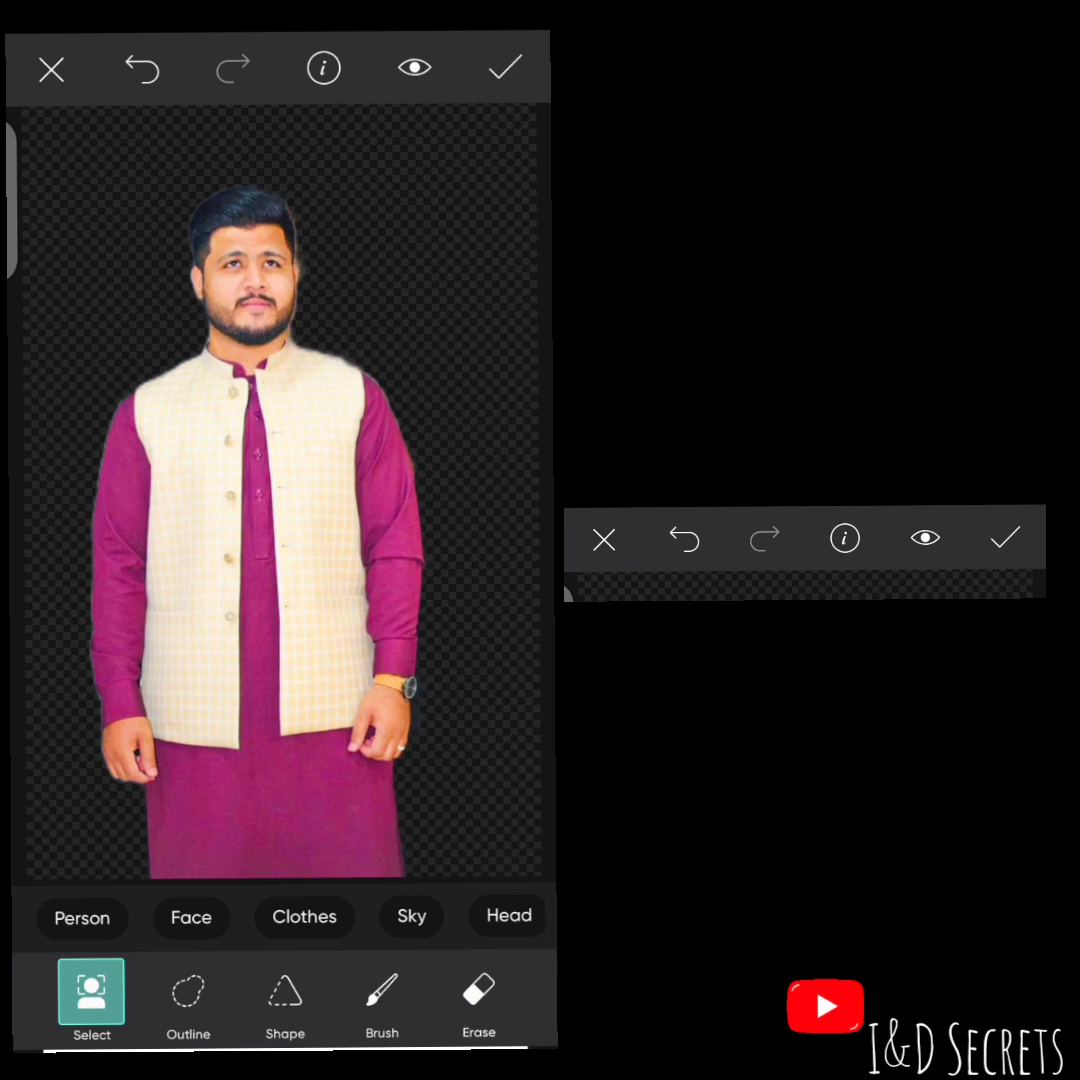 i
Person Face Clothes Sky Head
Select Outline Shape Brush Erase
i
I&D SECRETS